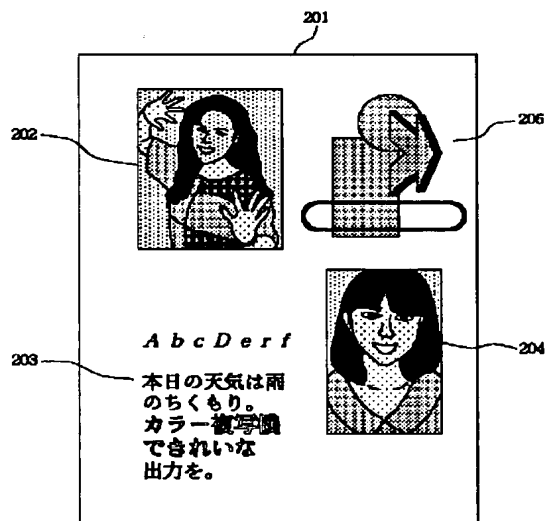 201
202
206
AbcDerf
204
203
本日の天気は雨
のちくもり。
カラー複写機
できれいな
出力を。